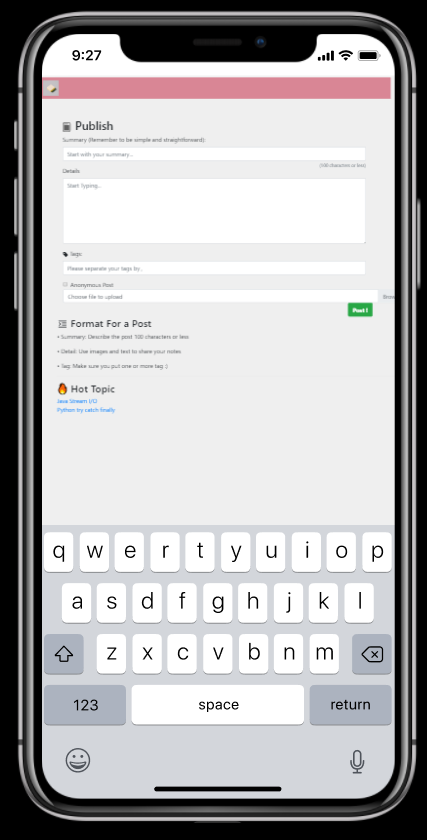 9:27
Publish
Summary (Remember to be simple and straightforward):
Start with your summary...
(100 characters or less)
Details
Start Typing...
Tags:
Please separate your tags by ,
Anonymous Post
Choose file to upload
Brow
Post !
Format For a Post
• Summary: Describe the post 100 characters or less
• Detail: Use images and text to share your notes
• Tag: Make sure you put one or more tag :)
Hot Topic
Java Stream I/O
Python try catch finally
q w e r t y u i o p
a s d f g h j k l
z x c v b n m
123 space return